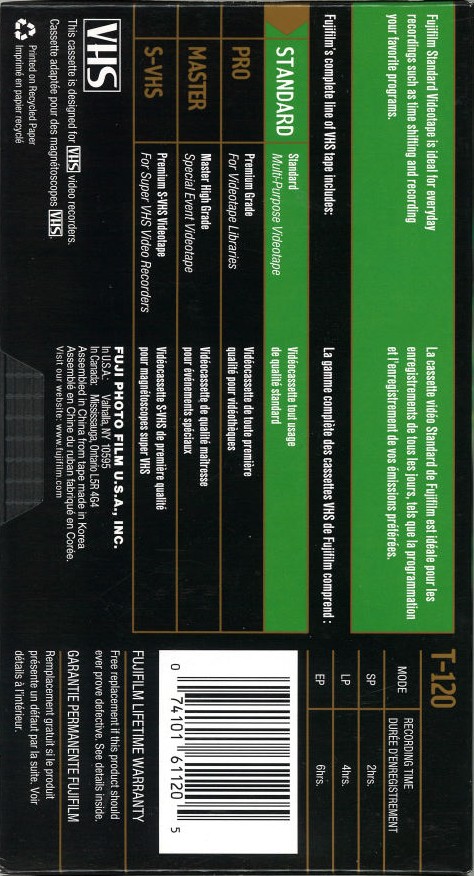 Fujifilm Standard Videotape is ideal for everyday
recordings such as time shifting and recording
your favorite programs.
La cassette vidéo Standard de Fujifilm est idéale pour les
enregistrements de tous les jours, tels que la programmation
et l'enregistrement de vos émissions préférées.
Fujifilm's complete line of VHS tape includes:
La gamme complète des cassettes VHS de Fujifilm comprend :
STANDARD
Standard
Multi-Purpose Videotape
Vidéocassette tout usage
de qualité standard
PRO
Premium Grade
For Videotape Libraries
Vidéocassette de toute première
qualité pour vidéothèques
MASTER
Master High Grade
Special Event Videotape
Vidéocassette de qualité maîtresse
pour événements spéciaux
S-VHS
Premium S-VHS Videotape
For Super VHS Video Recorders
Vidéocassette S-VHS de première qualité
pour magnétoscopes super VHS
VHS
This cassette is designed for VHS video recorders.
Cassette adaptée pour des magnétoscopes VHS.
Printed on Recycled Paper
Imprimé en papier recyclé
FUJI PHOTO FILM U.S.A., INC.
In U.S.A.: Valhalla, NY 10595
In Canada: Mississauga, Ontario L5R 4G4
Assembled in China from tape made in Korea
Assemblé en Chine du ruban fabriqué en Corée.
Visit our website: www.fujifilm.com
T-120
MODE RECORDING TIME
DURÉE D'ENREGISTREMENT
SP 2hrs.
LP 4hrs.
EP 6hrs.
0 74101 61120 5
FUJIFILM LIFETIME WARRANTY
Free replacement if this product should
ever prove defective. See details inside.
GARANTIE PERMANENTE FUJIFILM
Remplacement gratuit si le produit
présente un défaut par la suite. Voir
détails à l'intérieur.